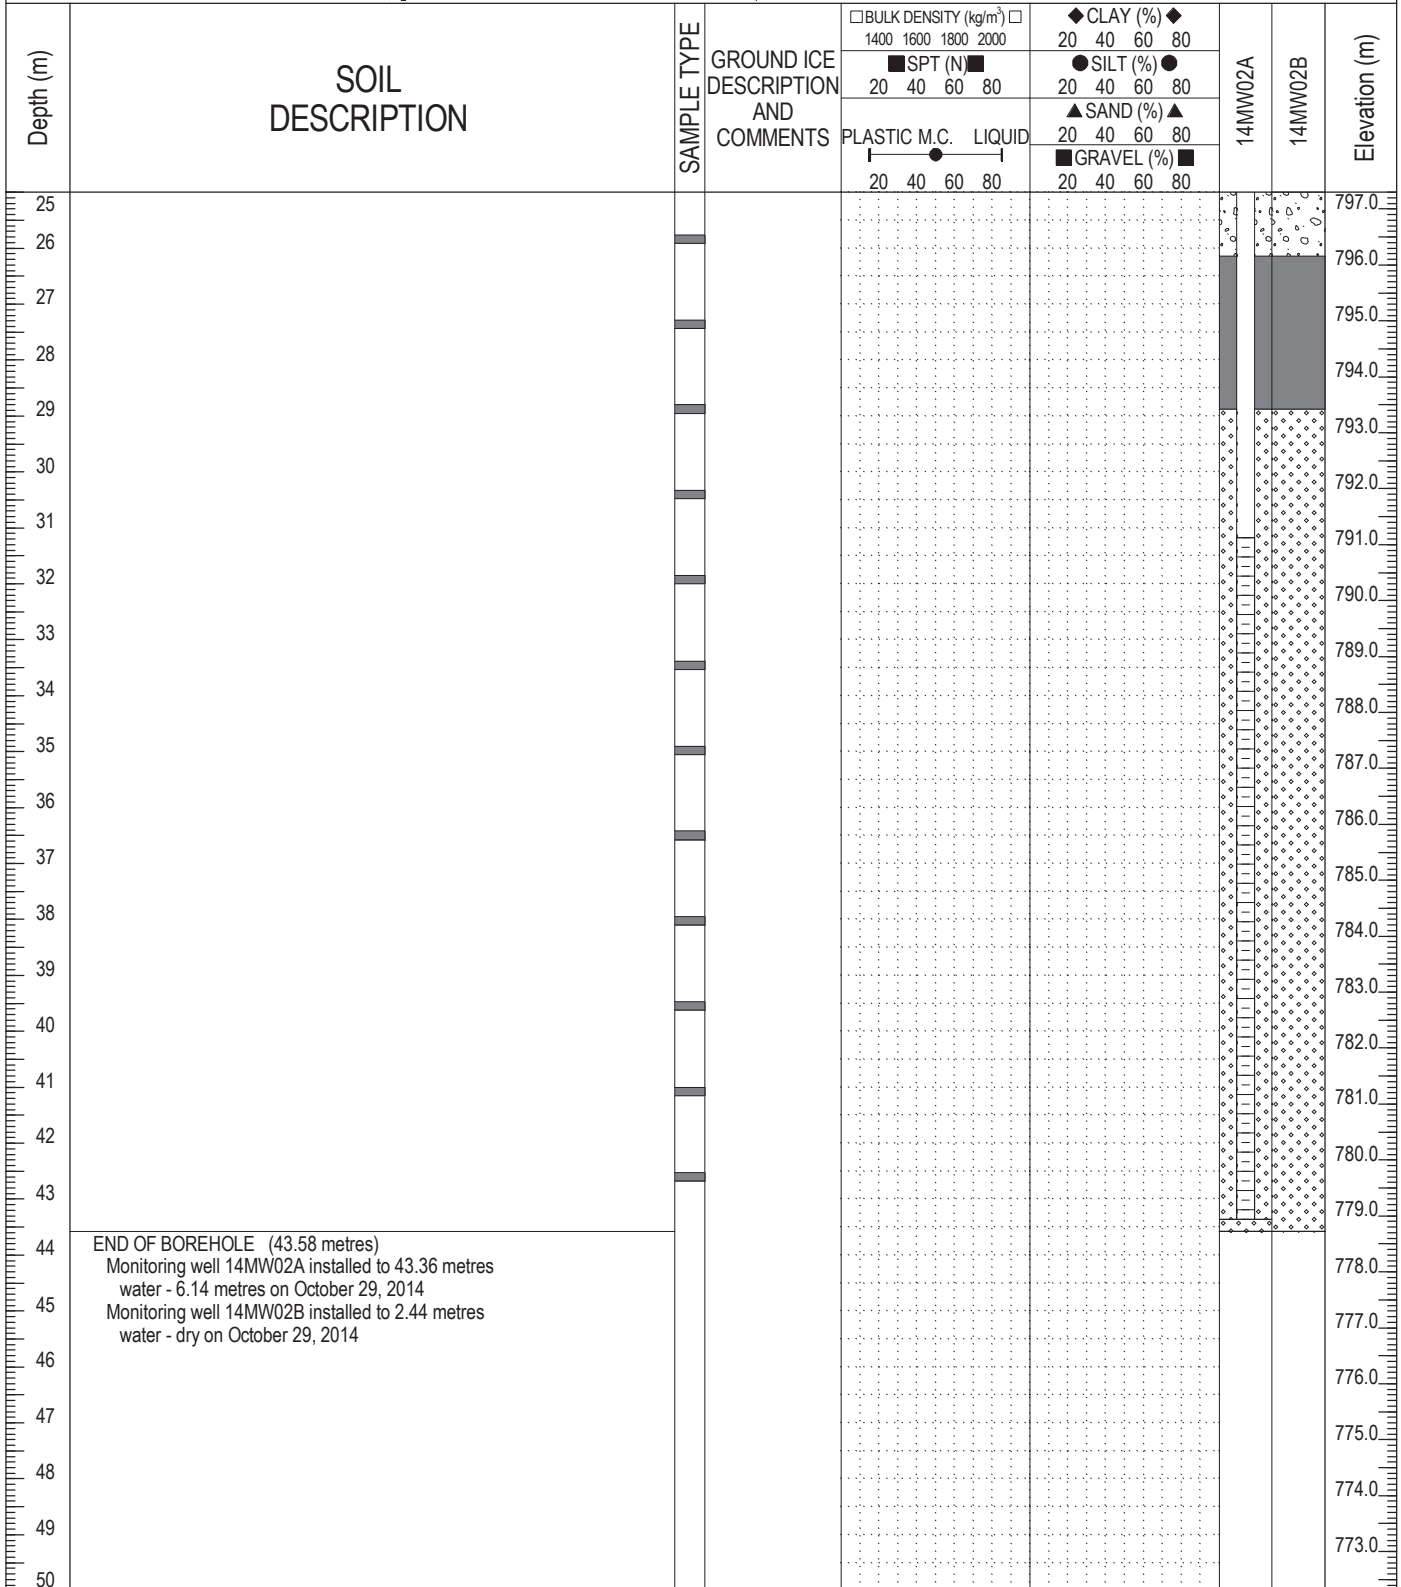 Depth (m)
SOIL
DESCRIPTION
SAMPLE TYPE
GROUND ICE
DESCRIPTION
AND
COMMENTS
□ BULK DENSITY (kg/m³) □
1400 1600 1800 2000
■ SPT (N) ■
20 40 60 80
PLASTIC M.C. LIQUID
20 40 60 80
◆ CLAY (%) ◆
20 40 60 80
● SILT (%) ●
20 40 60 80
▲ SAND (%) ▲
20 40 60 80
■ GRAVEL (%) ■
20 40 60 80
14MW02A
14MW02B
Elevation (m)
25
26
27
28
29
30
31
32
33
34
35
36
37
38
39
40
41
42
43
44
45
46
47
48
49
50
END OF BOREHOLE (43.58 metres)
Monitoring well 14MW02A installed to 43.36 metres
water - 6.14 metres on October 29, 2014
Monitoring well 14MW02B installed to 2.44 metres
water - dry on October 29, 2014
797.0
796.0
795.0
794.0
793.0
792.0
791.0
790.0
789.0
788.0
787.0
786.0
785.0
784.0
783.0
782.0
781.0
780.0
779.0
778.0
777.0
776.0
775.0
774.0
773.0